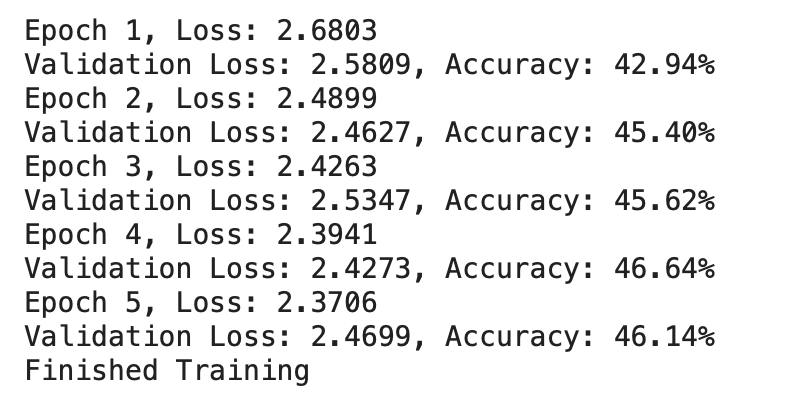 Epoch 1, Loss: 2.6803
Validation Loss: 2.5809, Accuracy: 42.94%
Epoch 2, Loss: 2.4899
Validation Loss: 2.4627, Accuracy: 45.40%
Epoch 3, Loss: 2.4263
Validation Loss: 2.5347, Accuracy: 45.62%
Epoch 4, Loss: 2.3941
Validation Loss: 2.4273, Accuracy: 46.64%
Epoch 5, Loss: 2.3706
Validation Loss: 2.4699, Accuracy: 46.14%
Finished Training